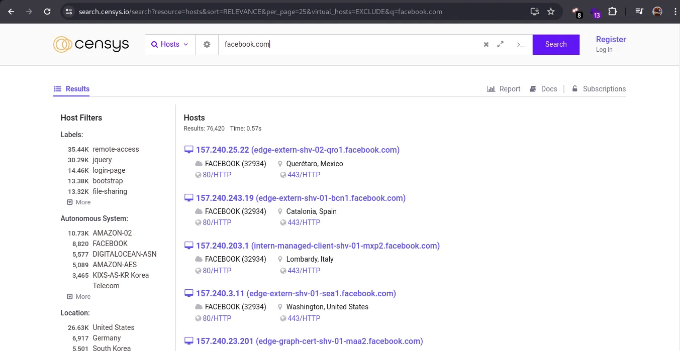 search.censys.io/search?resource=hosts&sort=RELEVANCE&per_page=25&virtual_hosts=EXCLUDE&q=facebook.com
8
13
censys
Hosts
facebook.com
Search
Register
Log In
Results
Report
Docs
Subscriptions
Host Filters
Labels:
35.44K remote-access
30.29K jquery
14.46K login-page
13.38K bootstrap
13.32K file-sharing
More
Autonomous System:
10.73K AMAZON-02
8,820 FACEBOOK
5,577 DIGITALOCEAN-ASN
5,089 AMAZON-AES
3,465 KIXS-AS-KR Korea
Telecom
More
Location:
26.63K United States
6,917 Germany
5,501 South Korea
Hosts
Results: 76,420 Time: 0.57s
157.240.25.22 (edge-extern-shv-02-qro1.facebook.com)
FACEBOOK (32934) Querétaro, Mexico
80/HTTP 443/HTTP
157.240.243.19 (edge-extern-shv-01-bcn1.facebook.com)
FACEBOOK (32934) Catalonia, Spain
80/HTTP 443/HTTP
157.240.203.1 (intern-managed-client-shv-01-mxp2.facebook.com)
FACEBOOK (32934) Lombardy, Italy
80/HTTP 443/HTTP
157.240.3.11 (edge-extern-shv-01-sea1.facebook.com)
FACEBOOK (32934) Washington, United States
80/HTTP 443/HTTP
157.240.23.201 (edge-graph-cert-shv-01-maa2.facebook.com)